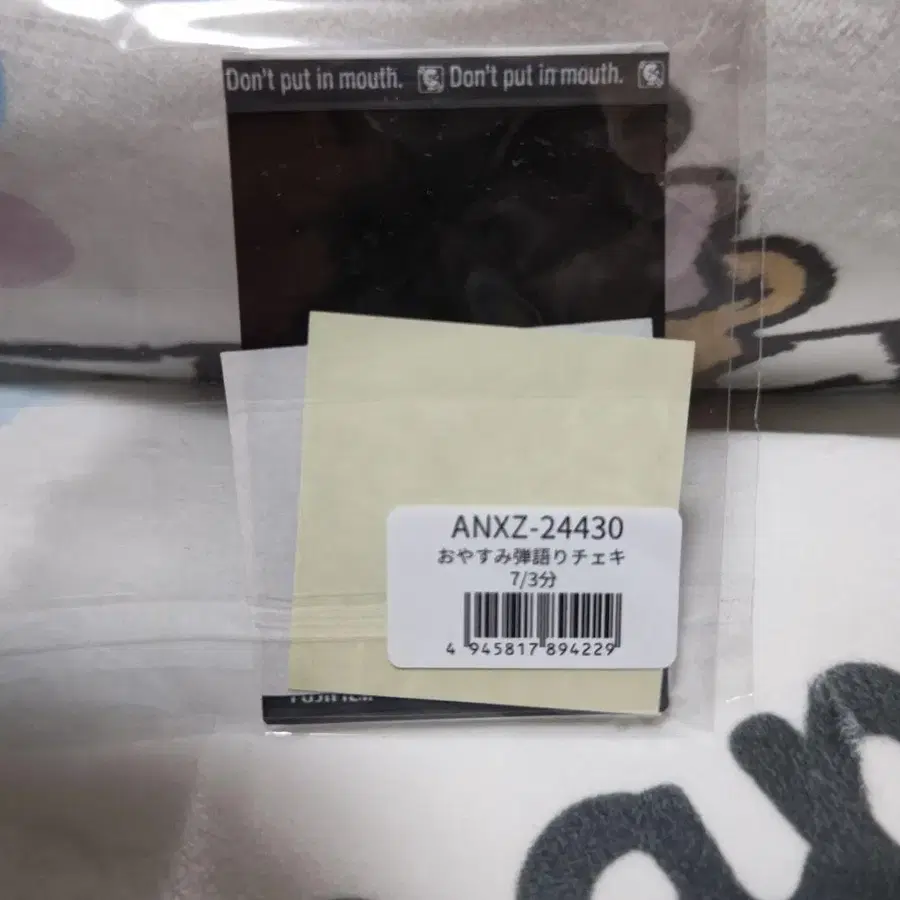 Don't put in mouth. Don't put in mouth.
ANXZ-24430
おやすみ弾語りチェキ
7/3分
4 945817 894229
an